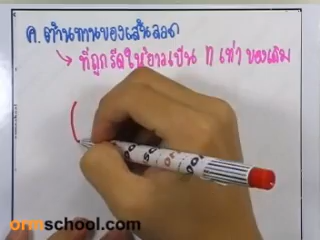 ค.ต้านทานของเส้นลวด
ที่ถูกรีดให้ยาวเป็น n เท่า ของเดิม
onnschool.com